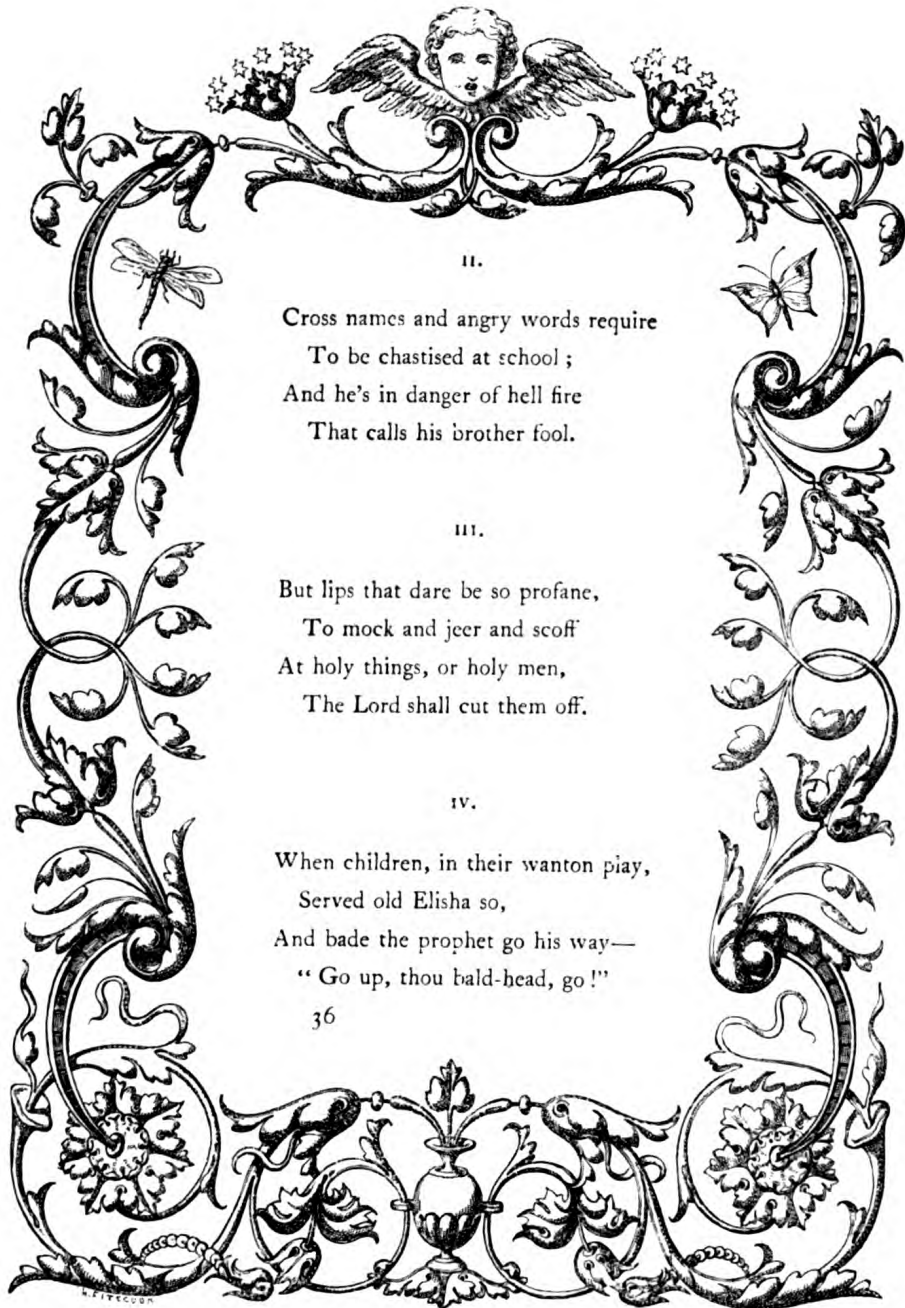 II.
Cross names and angry words require
To be chastised at school ;
And he's in danger of hell fire
That calls his brother fool.
III.
But lips that dare be so profane,
To mock and jeer and scoff
At holy things, or holy men,
The Lord shall cut them off.
IV.
When children, in their wanton play,
Served old Elisha so,
And bade the prophet go his way—
“ Go up, thou bald-head, go !”
36